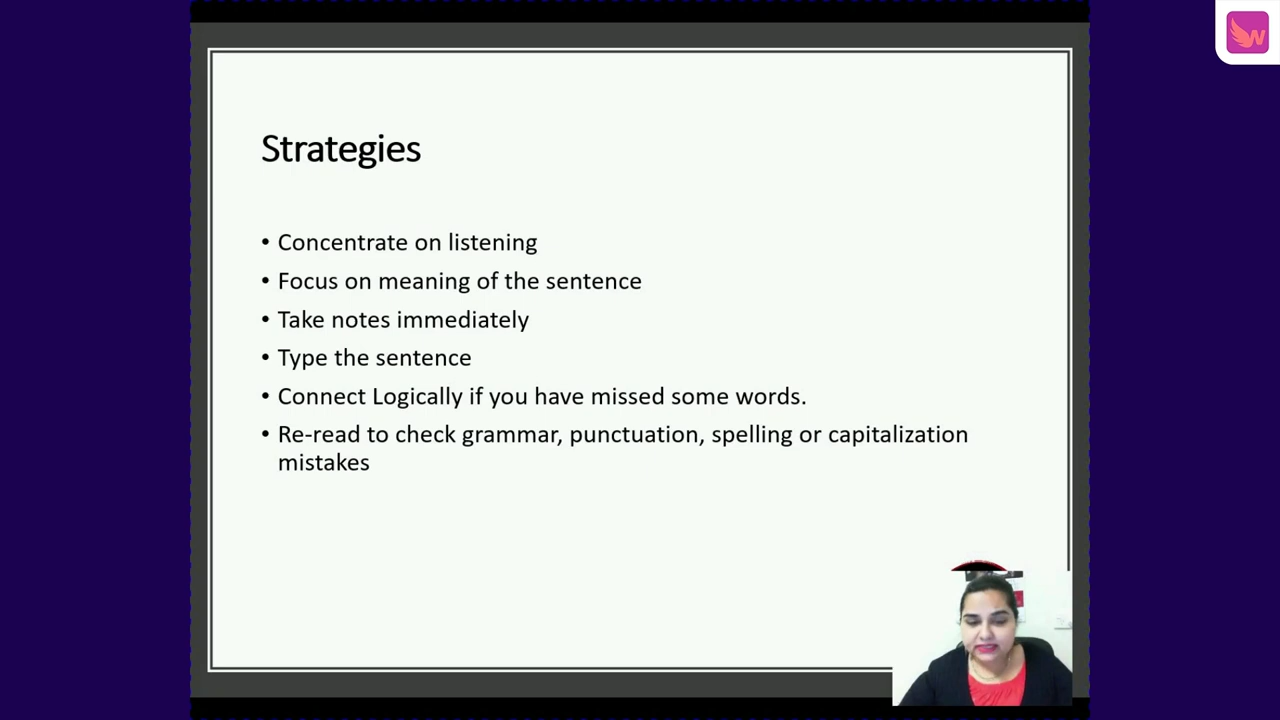 Strategies
• Concentrate on listening
• Focus on meaning of the sentence
• Take notes immediately
• Type the sentence
• Connect Logically if you have missed some words.
• Re-read to check grammar, punctuation, spelling or capitalization
mistakes